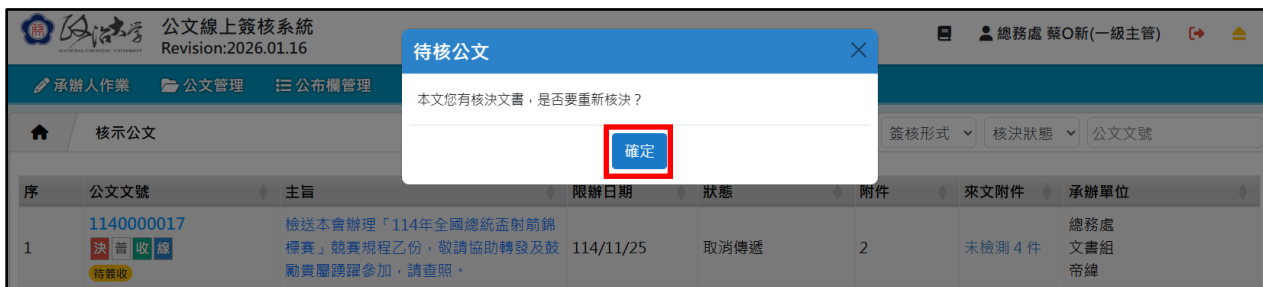 政治大學
NATIONAL CHENGCHI UNIVERSITY
公文線上簽核系統
Revision:2026.01.16
總務處 蔡O新(一級主管)
承辦人作業 公文管理 公布欄管理
待核公文
本文您有核決文書，是否要重新核決？
確定
核示公文
簽核形式 核決狀態 公文文號
序 公文文號 主旨 限辦日期 狀態 附件 來文附件 承辦單位
1
1140000017
決 普 收 線
待簽收
檢送本會辦理「114年全國總統盃射箭錦
標賽」競賽規程乙份，敬請協助轉發及鼓
勵貴屬踴躍參加，請查照。
114/11/25
取消傳遞
2
未檢測 4 件
總務處
文書組
帝緯